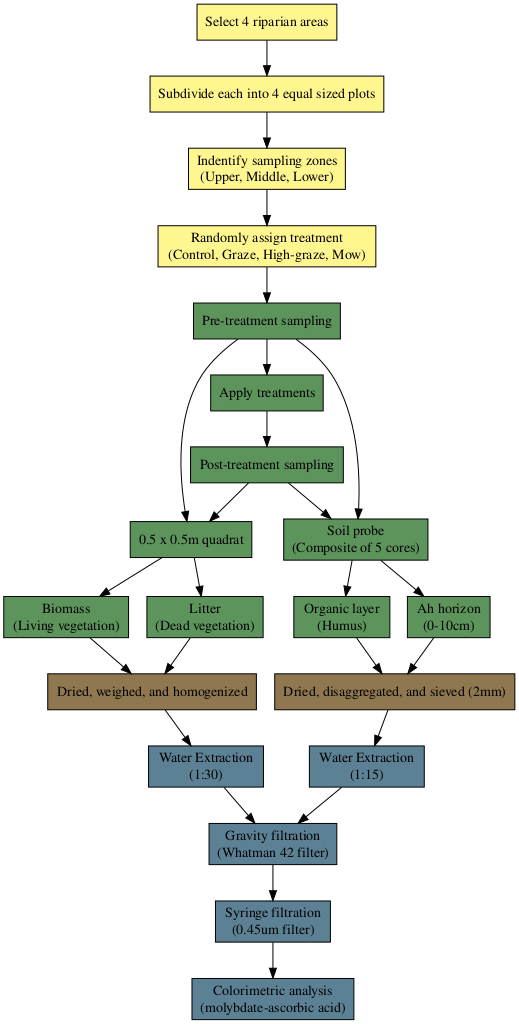 Select 4 riparian areas
Subdivide each into 4 equal sized plots
Indentify sampling zones
(Upper, Middle, Lower)
Randomly assign treatment
(Control, Graze, High-graze, Mow)
Pre-treatment sampling
Apply treatments
Post-treatment sampling
0.5 x 0.5m quadrat
Soil probe
(Composite of 5 cores)
Biomass
(Living vegetation)
Litter
(Dead vegetation)
Organic layer
(Humus)
Ah horizon
(0-10cm)
Dried, weighed, and homogenized
Dried, disaggregated, and sieved (2mm)
Water Extraction
(1:30)
Water Extraction
(1:15)
Gravity filtration
(Whatman 42 filter)
Syringe filtration
(0.45um filter)
Colorimetric analysis
(molybdate-ascorbic acid)